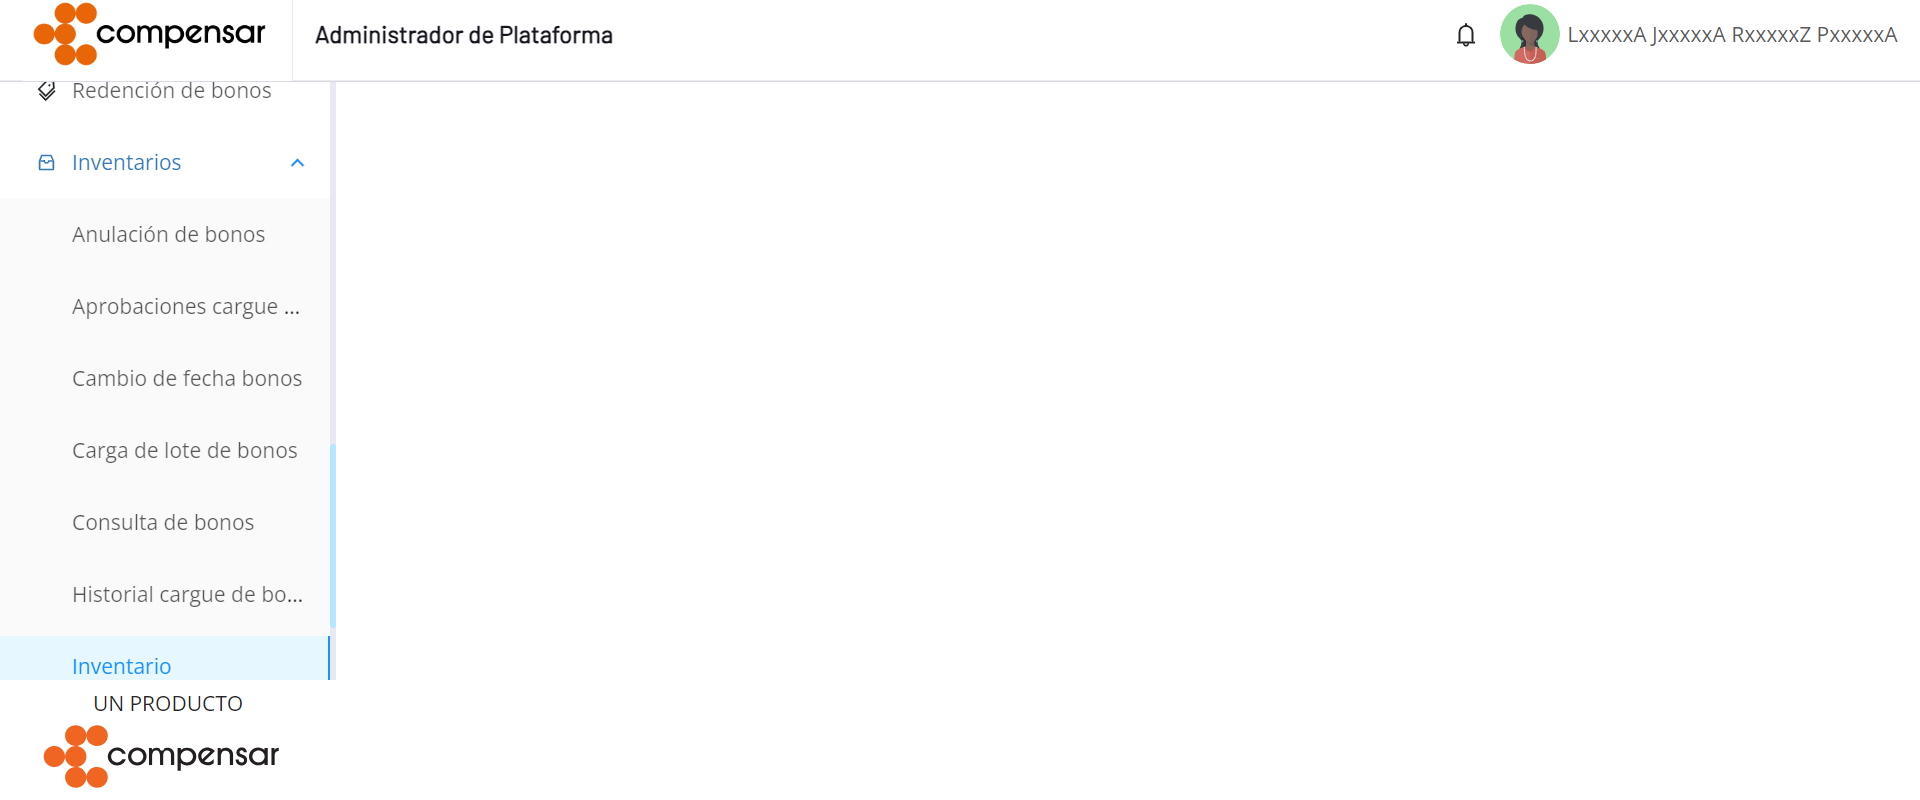 compensar
Administrador de Plataforma
LxxxxxA JxxxxxA RxxxxxZ PxxxxxA
Redención de bonos
Inventarios
Anulación de bonos
Aprobaciones cargue ...
Cambio de fecha bonos
Carga de lote de bonos
Consulta de bonos
Historial cargue de bo...
Inventario
UN PRODUCTO
compensar